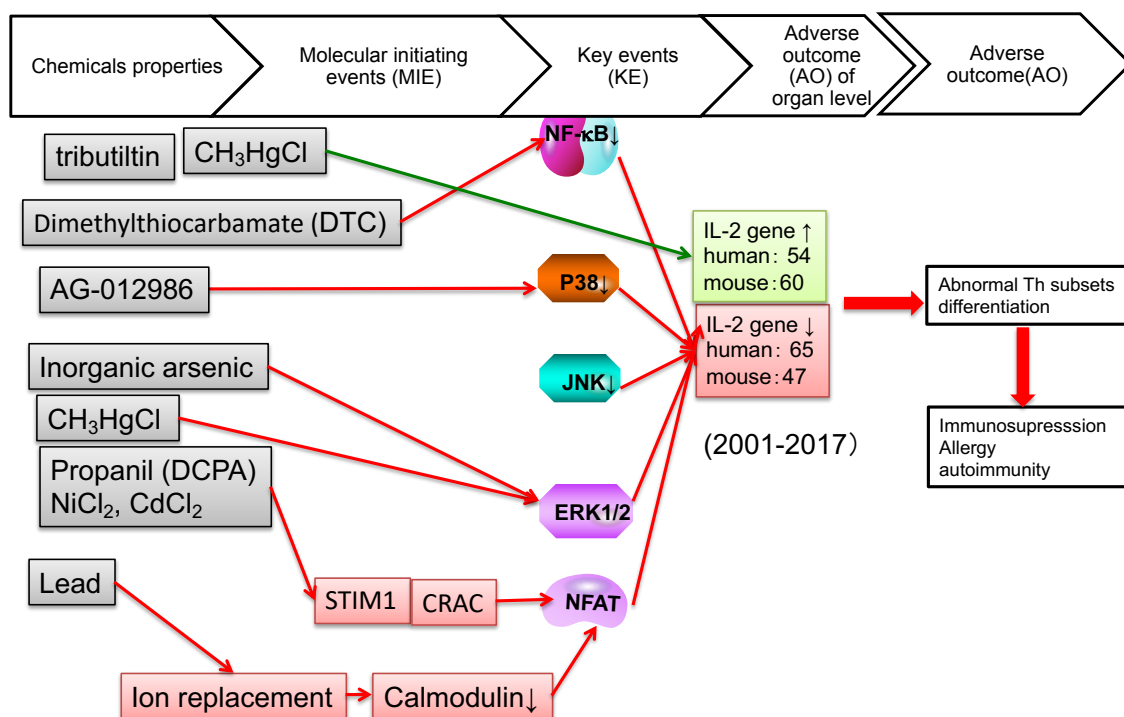 Chemicals properties
Molecular initiating
events (MIE)
Key events
(KE)
Adverse
outcome
(AO) of
organ level
Adverse
outcome(AO)
tributiltin
CH₃HgCl
NF-κB↓
Dimethylthiocarbamate (DTC)
IL-2 gene ↑
human: 54
mouse:60
AG-012986
P38↓
Abnormal Th subsets
differentiation
IL-2 gene ↓
human: 65
mouse:47
Inorganic arsenic
JNK↓
CH₃HgCl
(2001-2017)
Immunosupresssion
Allergy
autoimmunity
Propanil (DCPA)
NiCl₂, CdCl₂
ERK1/2
Lead
STIM1
CRAC
NFAT
Ion replacement
Calmodulin↓